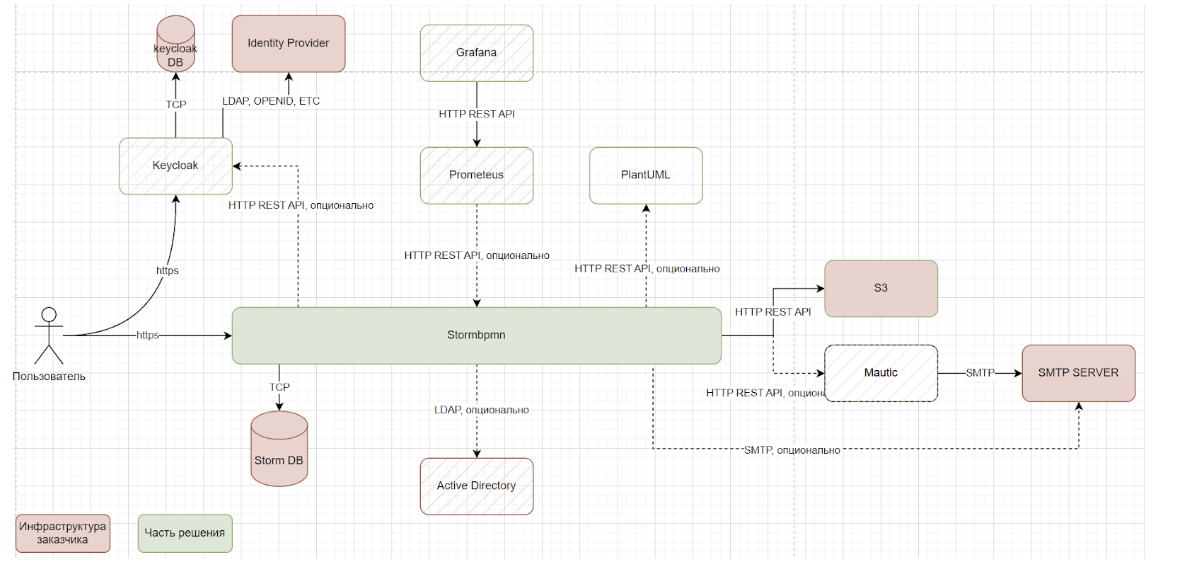 keycloak
DB
Identity Provider
Grafana
TCP
LDAP, OPENID, ETC
HTTP REST API
Keycloak
Prometeus
PlantUML
HTTP REST API, опционально
HTTP REST API, опционально
HTTP REST API, опционально
https
S3
HTTP REST API
https
Stormbpmn
Пользователь
Mautic
SMTP
SMTP SERVER
TCP
HTTP REST API, опцион
LDAP, опционально
SMTP, опционально
Storm DB
Active Directory
Инфраструктура
заказчика
Часть решения